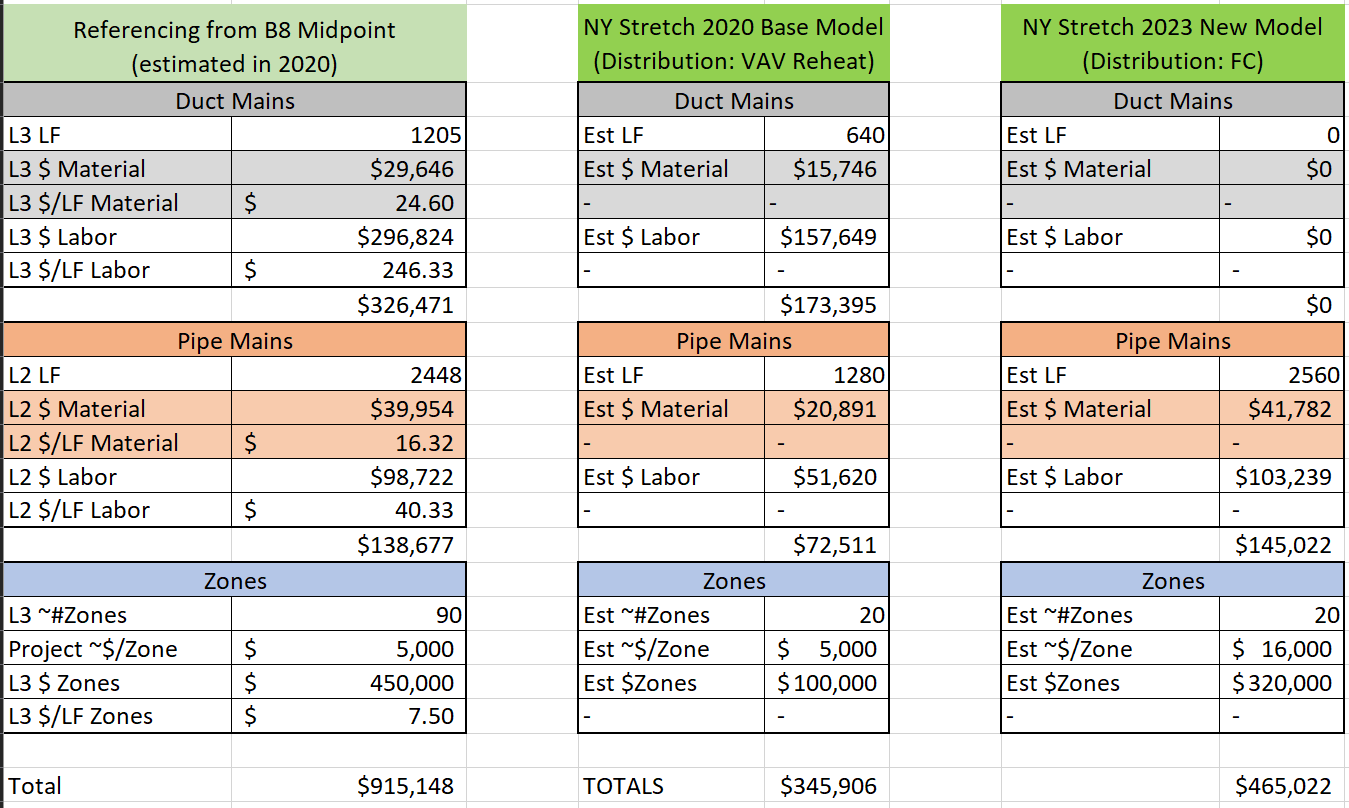 Referencing from B8 Midpoint
(estimated in 2020)
NY Stretch 2020 Base Model
(Distribution: VAV Reheat)
NY Stretch 2023 New Model
(Distribution: FC)
Duct Mains Duct Mains Duct Mains
L3 LF 1205 Est LF 640 Est LF 0
L3 $ Material $29,646 Est $ Material $15,746 Est $ Material $0
L3 $/LF Material $ 24.60 - - - -
L3 $ Labor $296,824 Est $ Labor $157,649 Est $ Labor $0
L3 $/LF Labor $ 246.33 - - - -
$326,471 $173,395 $0
Pipe Mains Pipe Mains Pipe Mains
L2 LF 2448 Est LF 1280 Est LF 2560
L2 $ Material $39,954 Est $ Material $20,891 Est $ Material $41,782
L2 $/LF Material $ 16.32 - - - -
L2 $ Labor $98,722 Est $ Labor $51,620 Est $ Labor $103,239
L2 $/LF Labor $ 40.33 - - - -
$138,677 $72,511 $145,022
Zones Zones Zones
L3 ~#Zones 90 Est ~#Zones 20 Est ~#Zones 20
Project ~$/Zone $ 5,000 Est ~$/Zone $ 5,000 Est ~$/Zone $ 16,000
L3 $ Zones $ 450,000 Est $Zones $100,000 Est $Zones $320,000
L3 $/LF Zones $ 7.50 - - - -
Total $915,148 TOTALS $345,906 $465,022